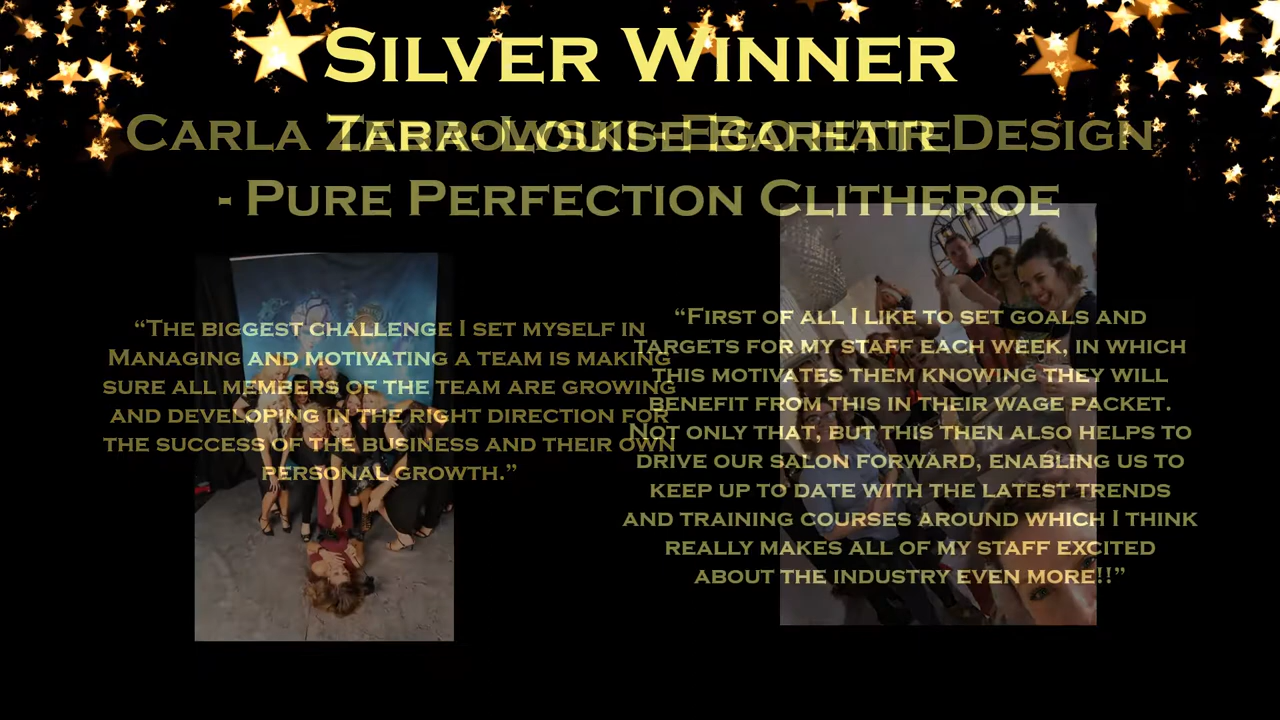 SILVER WINNER
CARLA
TARA-LOUISE
DESIGN
- PURE PERFECTION CLITHEROE
“THE BIGGEST CHALLENGE I SET MYSELF IN
MANAGING AND MOTIVATING A TEAM IS MAKING
SURE ALL MEMBERS OF THE TEAM ARE GROWING
AND DEVELOPING IN THE RIGHT DIRECTION FOR
THE SUCCESS OF THE BUSINESS AND THEIR OWN
PERSONAL GROWTH.”
“FIRST OF ALL I LIKE TO SET GOALS AND
TARGETS FOR MY STAFF EACH WEEK, IN WHICH
THIS MOTIVATES THEM KNOWING THEY WILL
BENEFIT FROM THIS IN THEIR WAGE PACKET.
NOT ONLY THAT, BUT THIS THEN ALSO HELPS TO
DRIVE OUR SALON FORWARD, ENABLING US TO
KEEP UP TO DATE WITH THE LATEST TRENDS
AND TRAINING COURSES AROUND WHICH I THINK
REALLY MAKES ALL OF MY STAFF EXCITED
ABOUT THE INDUSTRY EVEN MORE!!”